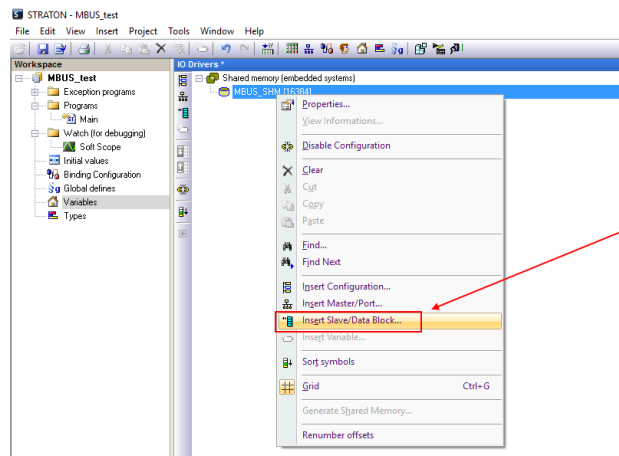 STRATON - MBUS_test
File Edit View Insert Project Tools Window Help
Workspace
MBUS_test
Exception programs
Programs
Main
Watch (for debugging)
Soft Scope
Initial values
Binding Configuration
Global defines
Variables
Types
IO Drivers *
Shared memory (embedded systems)
MBUS_SHM [16384]
Properties...
View Informations...
Disable Configuration
Clear
Cut
Copy
Paste
Find...
Find Next
Insert Configuration...
Insert Master/Port...
Insert Slave/Data Block...
Insert Variable...
Sort symbols
Grid Ctrl+G
Generate Shared Memory...
Renumber offsets